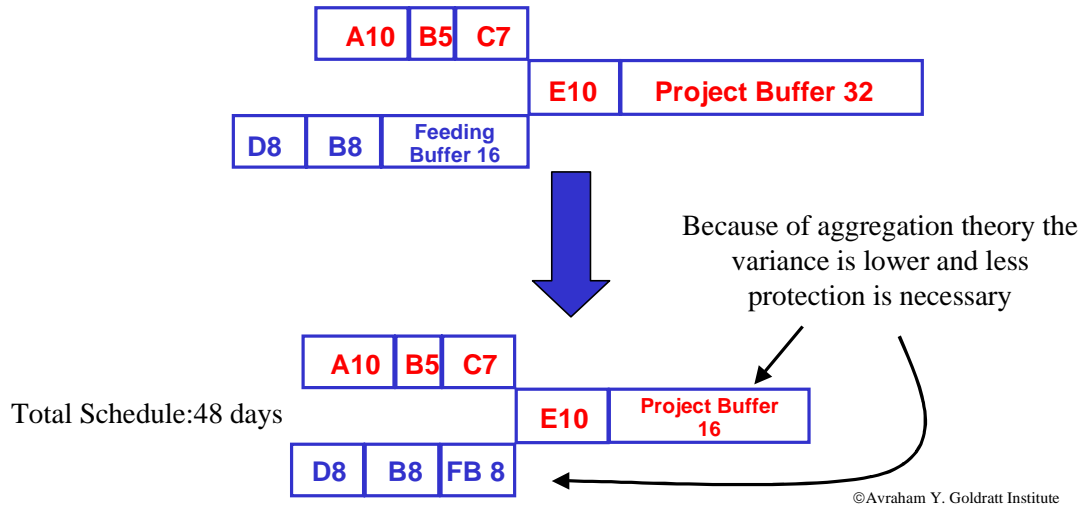 A10 B5 C7
E10 Project Buffer 32
D8 B8 Feeding
Buffer 16
Because of aggregation theory the
variance is lower and less
protection is necessary
A10 B5 C7
Total Schedule:48 days
E10 Project Buffer
16
D8 B8 FB 8
©Avraham Y. Goldratt Institute